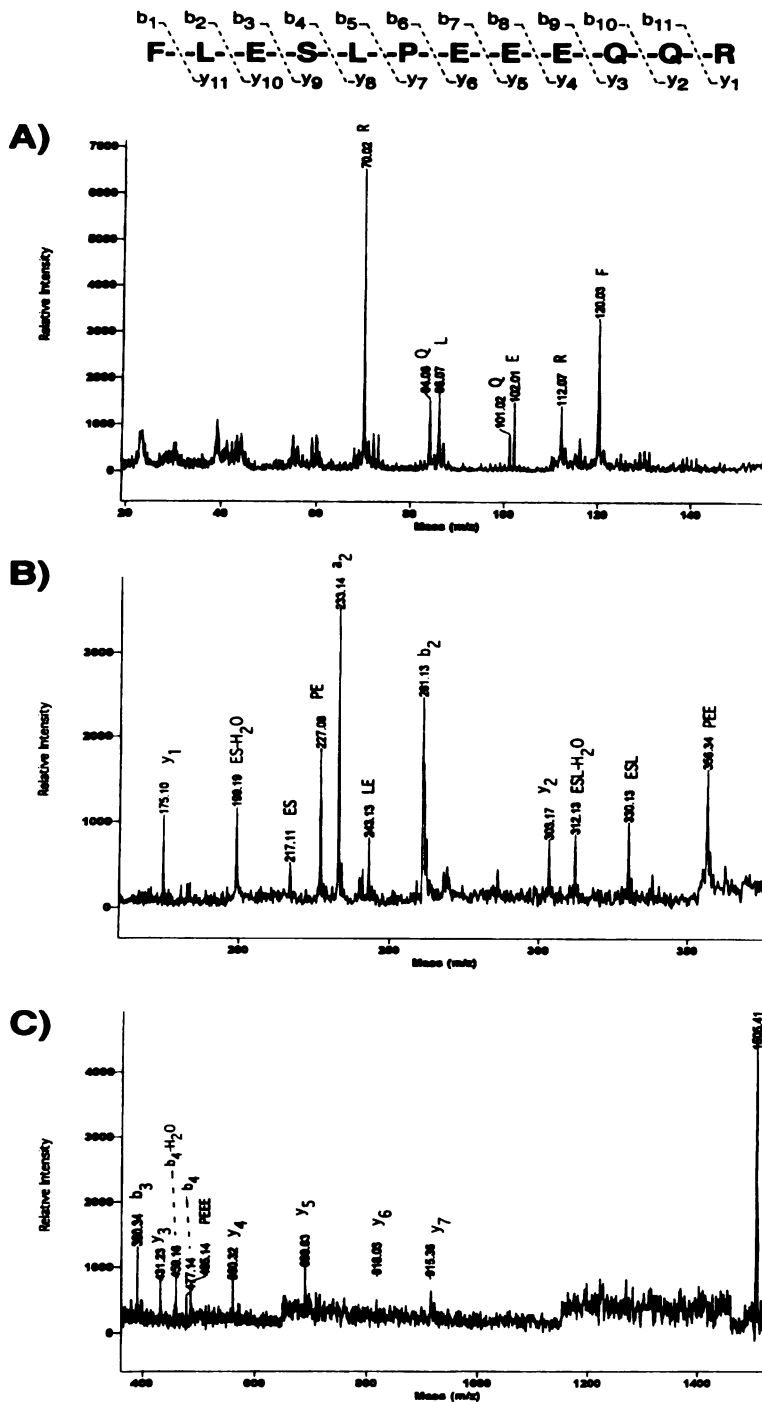 b1 b2 b3 b4 b5 b6 b7 b8 b9 b10 b11
F-L-E-S-L-P-E-E-E-Q-Q-R
y11 y10 y9 y8 y7 y6 y5 y4 y3 y2 y1
A)
7000
6000
5000
4000
3000
2000
1000
0
Relative Intensity
70.02 R
84.06 Q
86.07 L
101.02 Q
102.01 E
112.07 R
120.03 F
20 40 60 80 100 120 140
Mass (m/z)
B)
3000
2000
1000
0
Relative Intensity
175.10 y1
199.19 ES-H2O
217.11 ES
227.08 PE
233.14 a2
243.13 LE
261.13 b2
303.17 y2
312.13 ESL-H2O
330.13 ESL
356.34 PEE
200 250 300 350
Mass (m/z)
C)
4000
3000
2000
1000
0
Relative Intensity
390.34 b3
431.23 y3
459.16 b4-H2O
477.14 b4
485.14 PEEE
560.32 y4
689.63 y5
818.03 y6
915.36 y7
1505.41
400 600 800 1000 1200 1400
Mass (m/z)